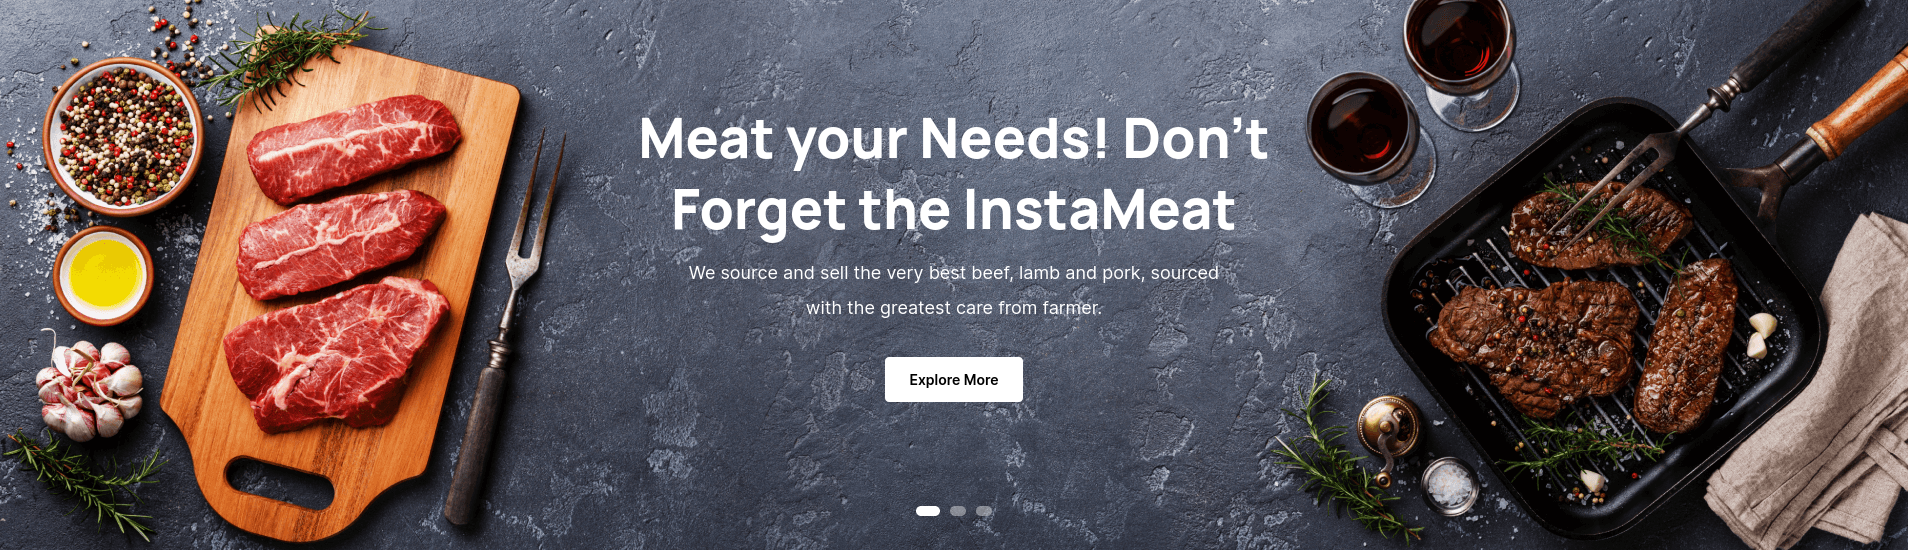 Meat your Needs! Don’t
Forget the InstaMeat
We source and sell the very best beef, lamb and pork, sourced
with the greatest care from farmer.
Explore More